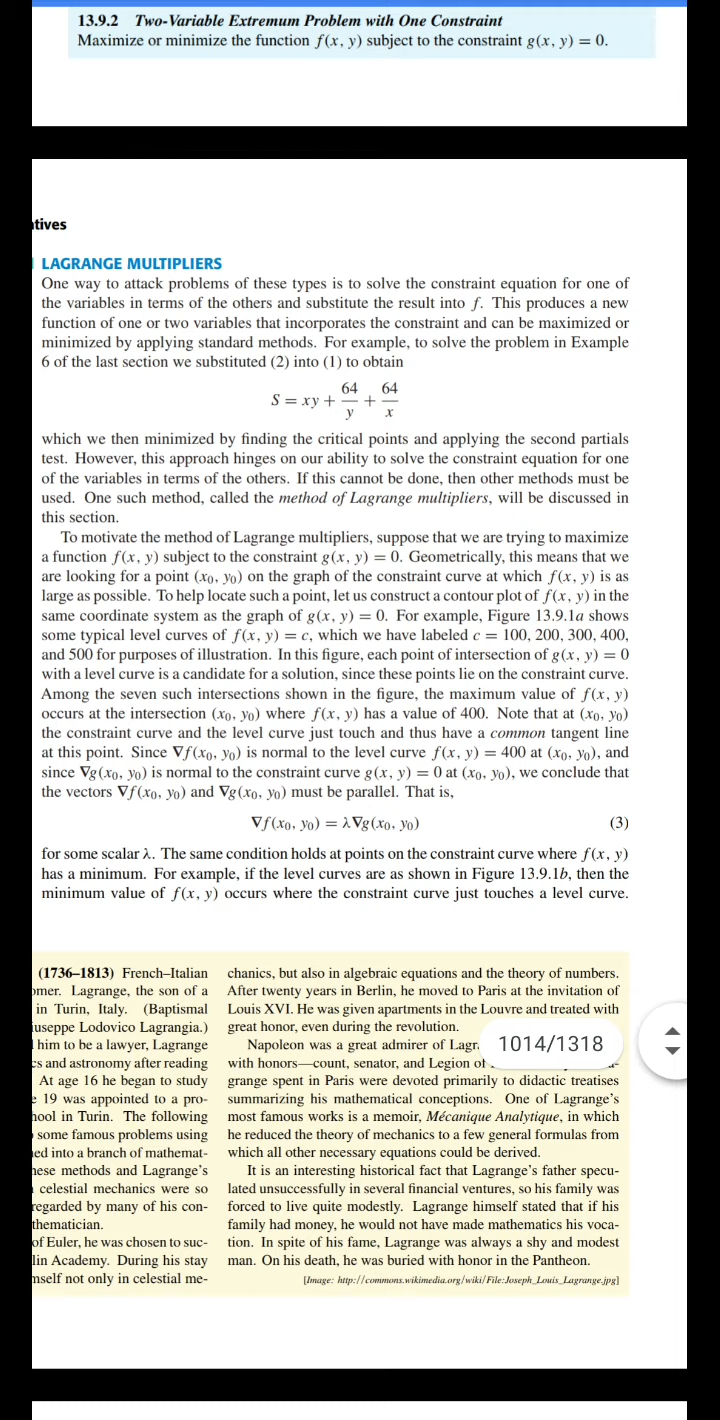 13.9.2 Two-Variable Extremum Problem with One Constraint
Maximize or minimize the function f(x, y) subject to the constraint g(x, y) = 0.
tives
LAGRANGE MULTIPLIERS
One way to attack problems of these types is to solve the constraint equation for one of
the variables in terms of the others and substitute the result into f. This produces a new
function of one or two variables that incorporates the constraint and can be maximized or
minimized by applying standard methods. For example, to solve the problem in Example
6 of the last section we substituted (2) into (1) to obtain
S = xy + 64/y + 64/x
which we then minimized by finding the critical points and applying the second partials
test. However, this approach hinges on our ability to solve the constraint equation for one
of the variables in terms of the others. If this cannot be done, then other methods must be
used. One such method, called the method of Lagrange multipliers, will be discussed in
this section.
To motivate the method of Lagrange multipliers, suppose that we are trying to maximize
a function f(x, y) subject to the constraint g(x, y) = 0. Geometrically, this means that we
are looking for a point (x₀, y₀) on the graph of the constraint curve at which f(x, y) is as
large as possible. To help locate such a point, let us construct a contour plot of f(x, y) in the
same coordinate system as the graph of g(x, y) = 0. For example, Figure 13.9.1a shows
some typical level curves of f(x, y) = c, which we have labeled c = 100, 200, 300, 400,
and 500 for purposes of illustration. In this figure, each point of intersection of g(x, y) = 0
with a level curve is a candidate for a solution, since these points lie on the constraint curve.
Among the seven such intersections shown in the figure, the maximum value of f(x, y)
occurs at the intersection (x₀, y₀) where f(x, y) has a value of 400. Note that at (x₀, y₀)
the constraint curve and the level curve just touch and thus have a common tangent line
at this point. Since ∇f(x₀, y₀) is normal to the level curve f(x, y) = 400 at (x₀, y₀), and
since ∇g(x₀, y₀) is normal to the constraint curve g(x, y) = 0 at (x₀, y₀), we conclude that
the vectors ∇f(x₀, y₀) and ∇g(x₀, y₀) must be parallel. That is,
∇f(x₀, y₀) = λ∇g(x₀, y₀) (3)
for some scalar λ. The same condition holds at points on the constraint curve where f(x, y)
has a minimum. For example, if the level curves are as shown in Figure 13.9.1b, then the
minimum value of f(x, y) occurs where the constraint curve just touches a level curve.
(1736–1813) French–Italian
omer. Lagrange, the son of a
in Turin, Italy. (Baptismal
iuseppe Lodovico Lagrangia.)
him to be a lawyer, Lagrange
cs and astronomy after reading
At age 16 he began to study
e 19 was appointed to a pro-
hool in Turin. The following
some famous problems using
ned into a branch of mathemat-
hese methods and Lagrange's
celestial mechanics were so
regarded by many of his con-
thematician.
of Euler, he was chosen to suc-
lin Academy. During his stay
mself not only in celestial me-
chanics, but also in algebraic equations and the theory of numbers.
After twenty years in Berlin, he moved to Paris at the invitation of
Louis XVI. He was given apartments in the Louvre and treated with
great honor, even during the revolution.
Napoleon was a great admirer of Lagr
with honors—count, senator, and Legion of
grange spent in Paris were devoted primarily to didactic treatises
summarizing his mathematical conceptions. One of Lagrange's
most famous works is a memoir, Mécanique Analytique, in which
he reduced the theory of mechanics to a few general formulas from
which all other necessary equations could be derived.
It is an interesting historical fact that Lagrange's father specu-
lated unsuccessfully in several financial ventures, so his family was
forced to live quite modestly. Lagrange himself stated that if his
family had money, he would not have made mathematics his voca-
tion. In spite of his fame, Lagrange was always a shy and modest
man. On his death, he was buried with honor in the Pantheon.
[Image: http://commons.wikimedia.org/wiki/File:Joseph_Louis_Lagrange.jpg]
1014/1318